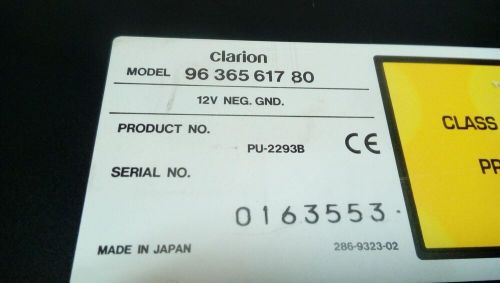 clarion
MODEL 96 365 617 80
12V NEG. GND.
PRODUCT NO.
PU-2293B CE
SERIAL NO.
0163553
MADE IN JAPAN 286-9323-02
CLASS
PR